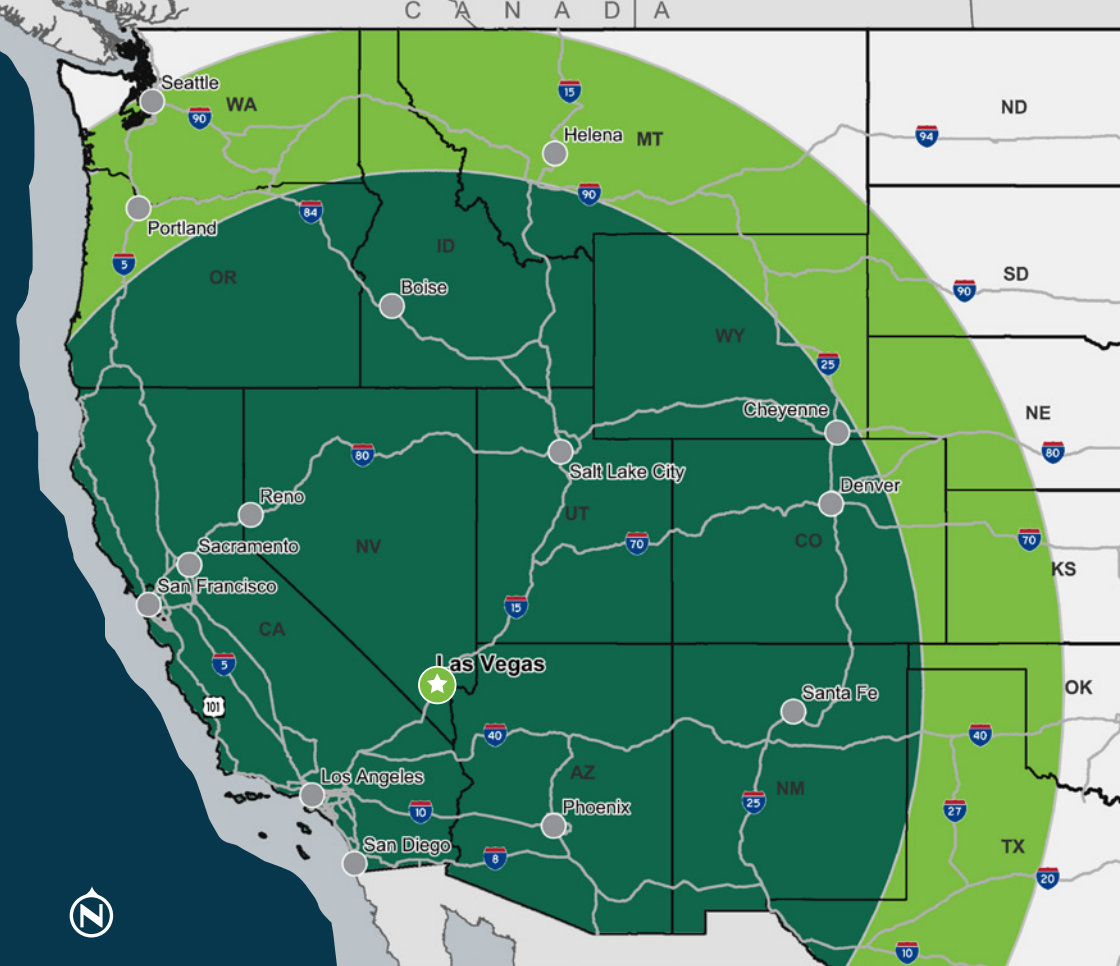 CANADA
Seattle
90
WA
15
ND
Helena
MT
94
90
84
Portland
ID
5
OR
SD
Boise
90
WY
25
Cheyenne
NE
80
80
Salt Lake City
Denver
Reno
UT
NV
70
CO
70
Sacramento
KS
San Francisco
15
CA
5
Las Vegas
OK
101
Santa Fe
40
40
Los Angeles
AZ
NM
10
25
Phoenix
27
San Diego
8
TX
20
N
10